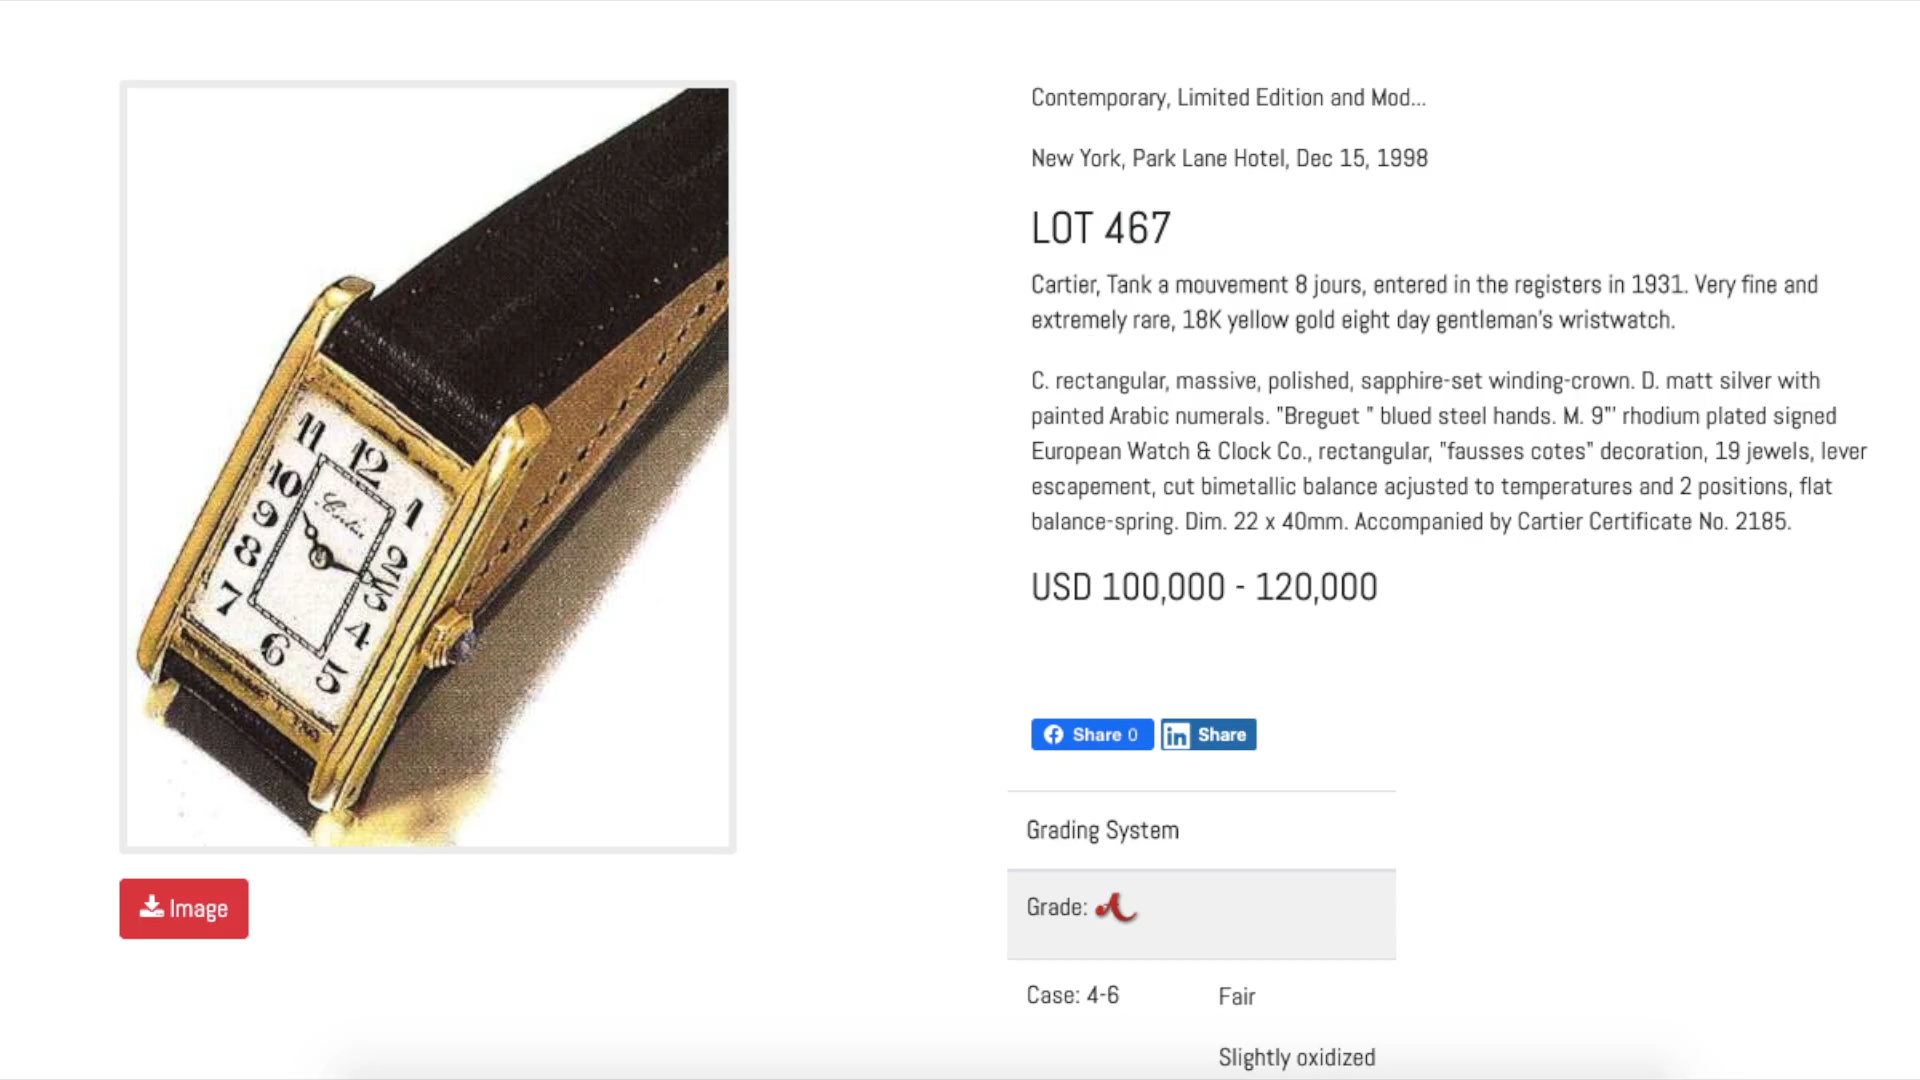 Contemporary, Limited Edition and Mod...
New York, Park Lane Hotel, Dec 15, 1998
LOT 467
Cartier, Tank a mouvement 8 jours, entered in the registers in 1931. Very fine and
extremely rare, 18K yellow gold eight day gentleman's wristwatch.
C. rectangular, massive, polished, sapphire-set winding-crown. D. matt silver with
painted Arabic numerals. "Breguet " blued steel hands. M. 9"' rhodium plated signed
European Watch & Clock Co., rectangular, "fausses cotes" decoration, 19 jewels, lever
escapement, cut bimetallic balance acjusted to temperatures and 2 positions, flat
balance-spring. Dim. 22 x 40mm. Accompanied by Cartier Certificate No. 2185.
USD 100,000 - 120,000
Share 0
in Share
Grading System
Grade: A
Case: 4-6 Fair
Slightly oxidized
11 12 1
10 2
9 3
8 4
7 6 5
Cartier
Image